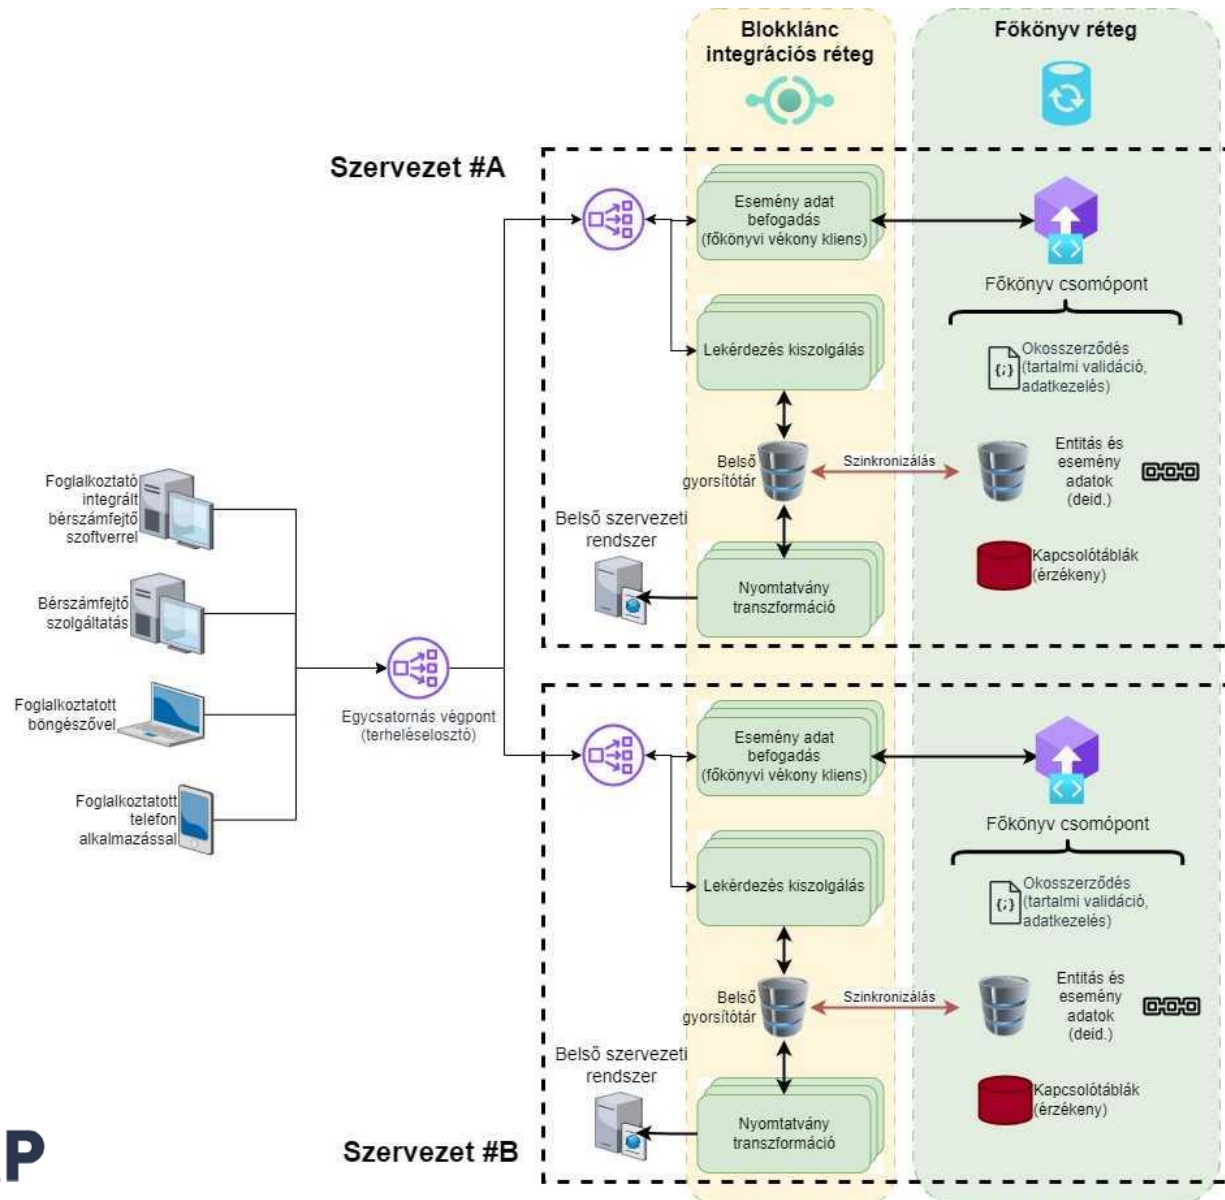 Blokklánc
integrációs réteg
Főkönyv réteg
Szervezet #A
Esemény adat
befogadás
(főkönyvi vékony kliens)
Főkönyv csomópont
Lekérdezés kiszolgálás
Okosszerződés
(tartalmi validáció,
adatkezelés)
{;}
Belső
gyorsítótár
Szinkronizálás
Entitás és
esemény
adatok
(deid.)
Belső szervezeti
rendszer
Nyomtatvány
transzformáció
Kapcsolótáblák
(érzékeny)
Foglalkoztató
integrált
bérszámfejtő
szoftverrel
Bérszámfejtő
szolgáltatás
Foglalkoztatott
böngészővel
Foglalkoztatott
telefon
alkalmazással
Egycsatornás végpont
(terheléselosztó)
Esemény adat
befogadás
(főkönyvi vékony kliens)
Főkönyv csomópont
Lekérdezés kiszolgálás
Okosszerződés
(tartalmi validáció,
adatkezelés)
{;}
Belső
gyorsítótár
Szinkronizálás
Entitás és
esemény
adatok
(deid.)
Belső szervezeti
rendszer
Nyomtatvány
transzformáció
Kapcsolótáblák
(érzékeny)
Szervezet #B
P